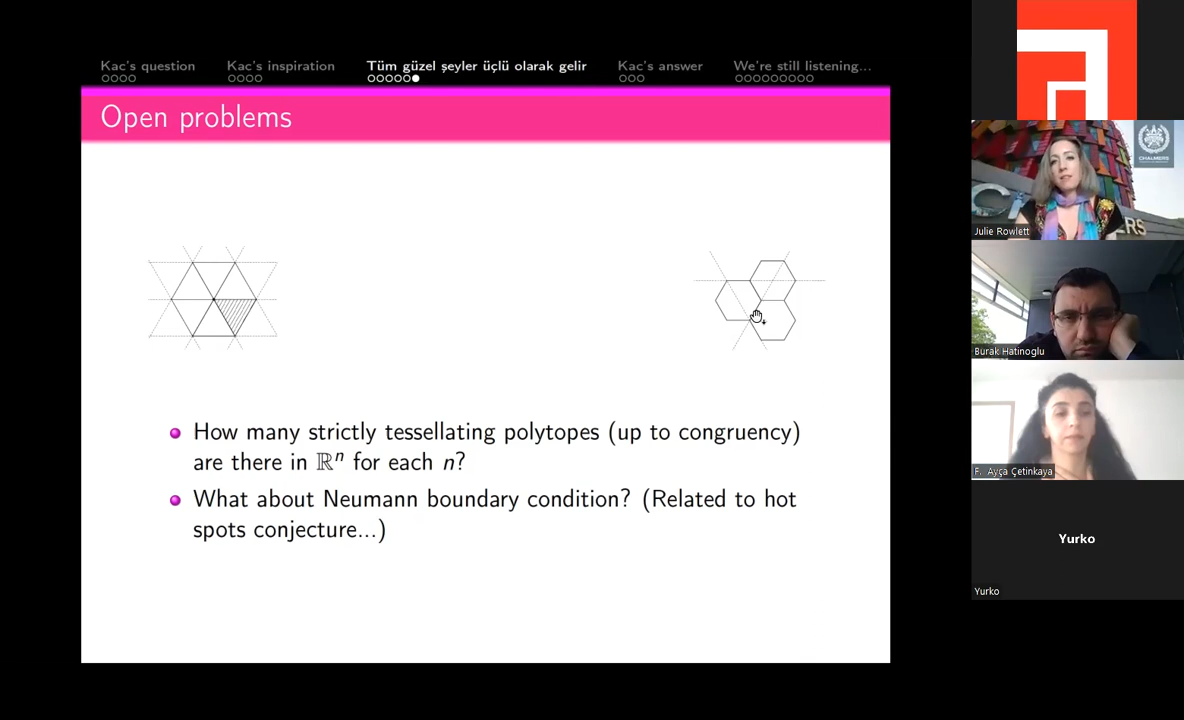 Kac's question
Kac's inspiration
Tüm güzel şeyler üçlü olarak gelir
Kac's answer
We're still listening...
Open problems
How many strictly tessellating polytopes (up to congruency)
are there in ℝⁿ for each n?
What about Neumann boundary condition? (Related to hot
spots conjecture...)
CHALMERS
Julie Rowlett
Burak Hatinoglu
F. Ayça Çetinkaya
Yurko
Yurko